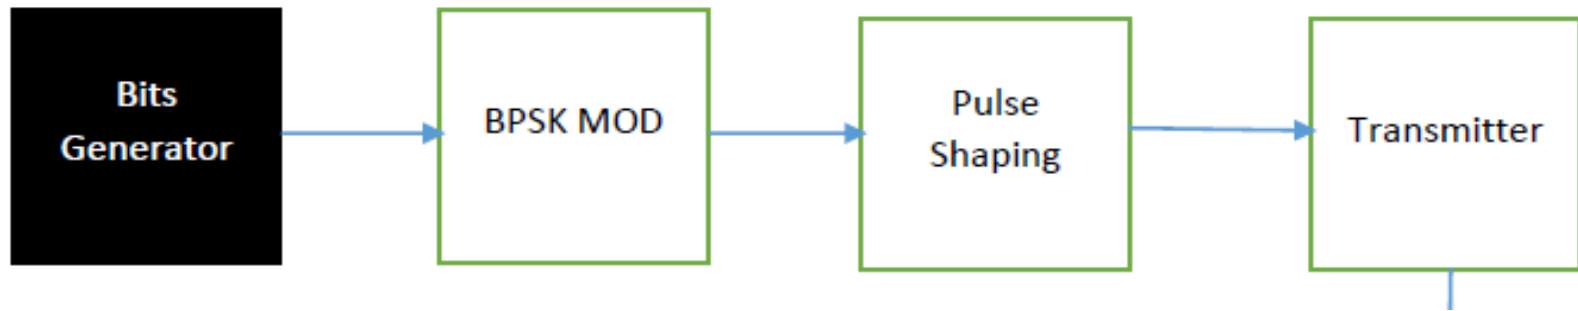 Bits
Generator
BPSK MOD
Pulse
Shaping
Transmitter